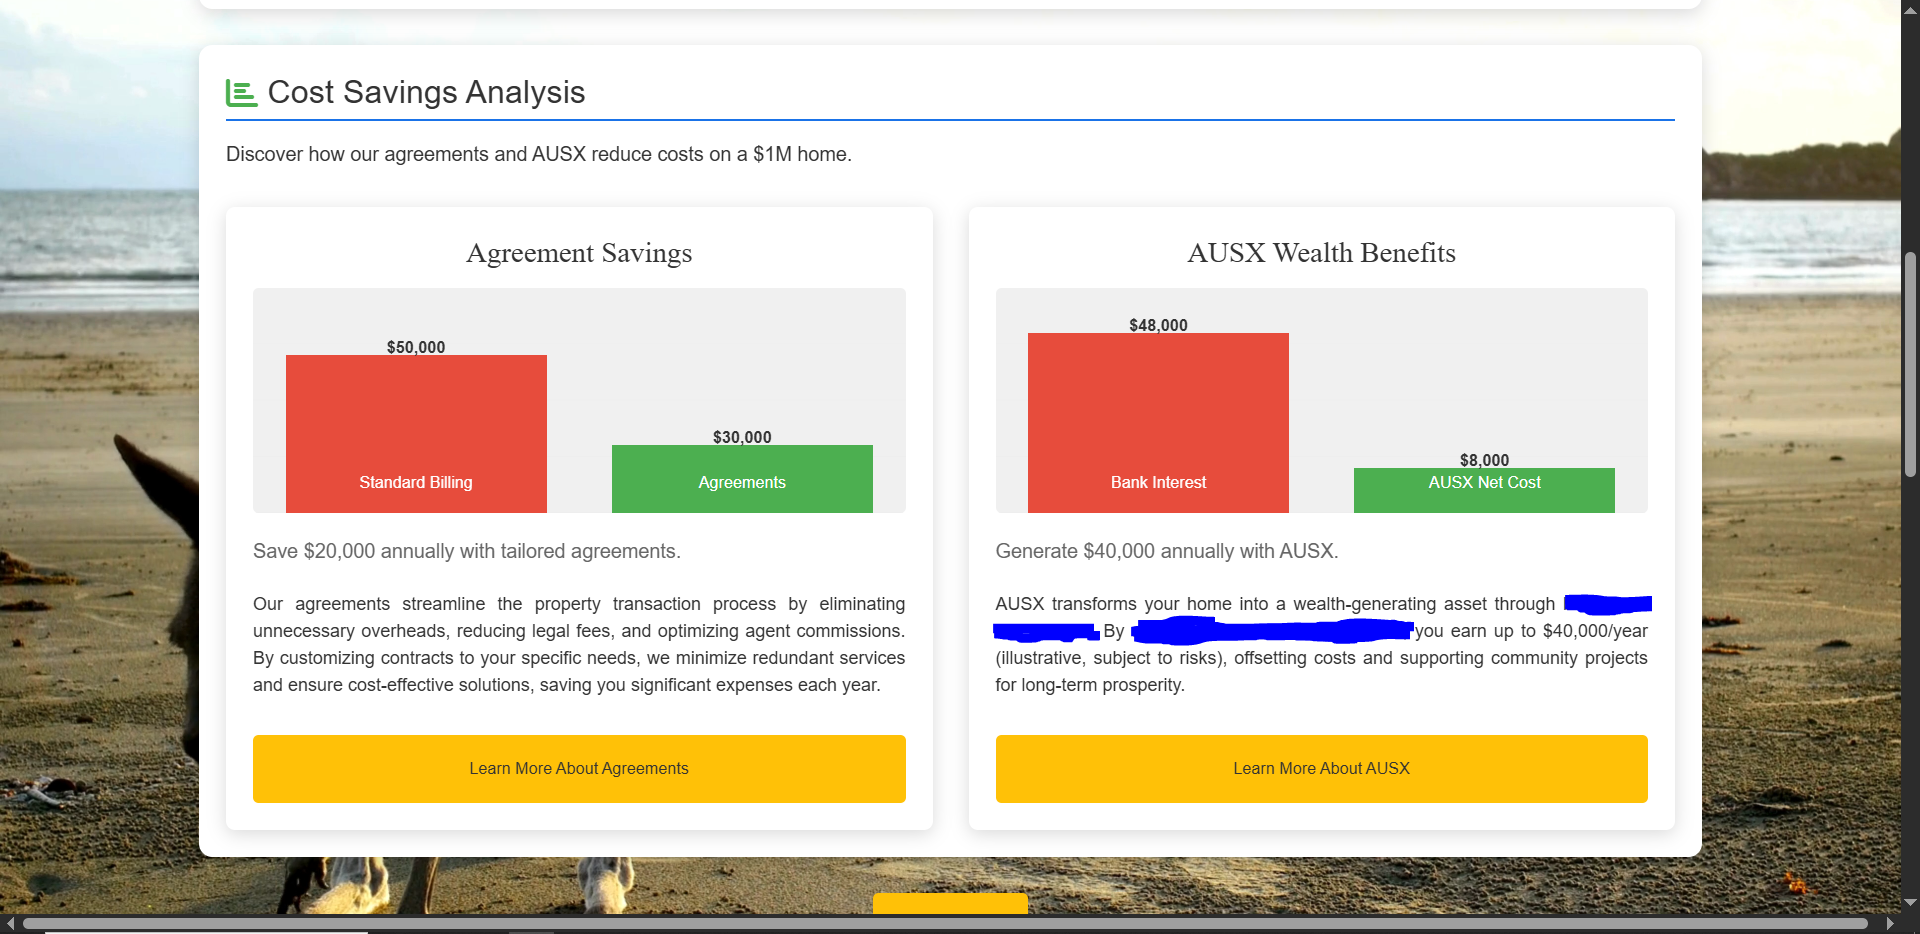 Cost Savings Analysis
Discover how our agreements and AUSX reduce costs on a $1M home.
Agreement Savings
$50,000
Standard Billing
$30,000
Agreements
Save $20,000 annually with tailored agreements.
Our agreements streamline the property transaction process by eliminating
unnecessary overheads, reducing legal fees, and optimizing agent commissions.
By customizing contracts to your specific needs, we minimize redundant services
and ensure cost-effective solutions, saving you significant expenses each year.
Learn More About Agreements
AUSX Wealth Benefits
$48,000
Bank Interest
$8,000
AUSX Net Cost
Generate $40,000 annually with AUSX.
AUSX transforms your home into a wealth-generating asset through
By you earn up to $40,000/year
(illustrative, subject to risks), offsetting costs and supporting community projects
for long-term prosperity.
Learn More About AUSX